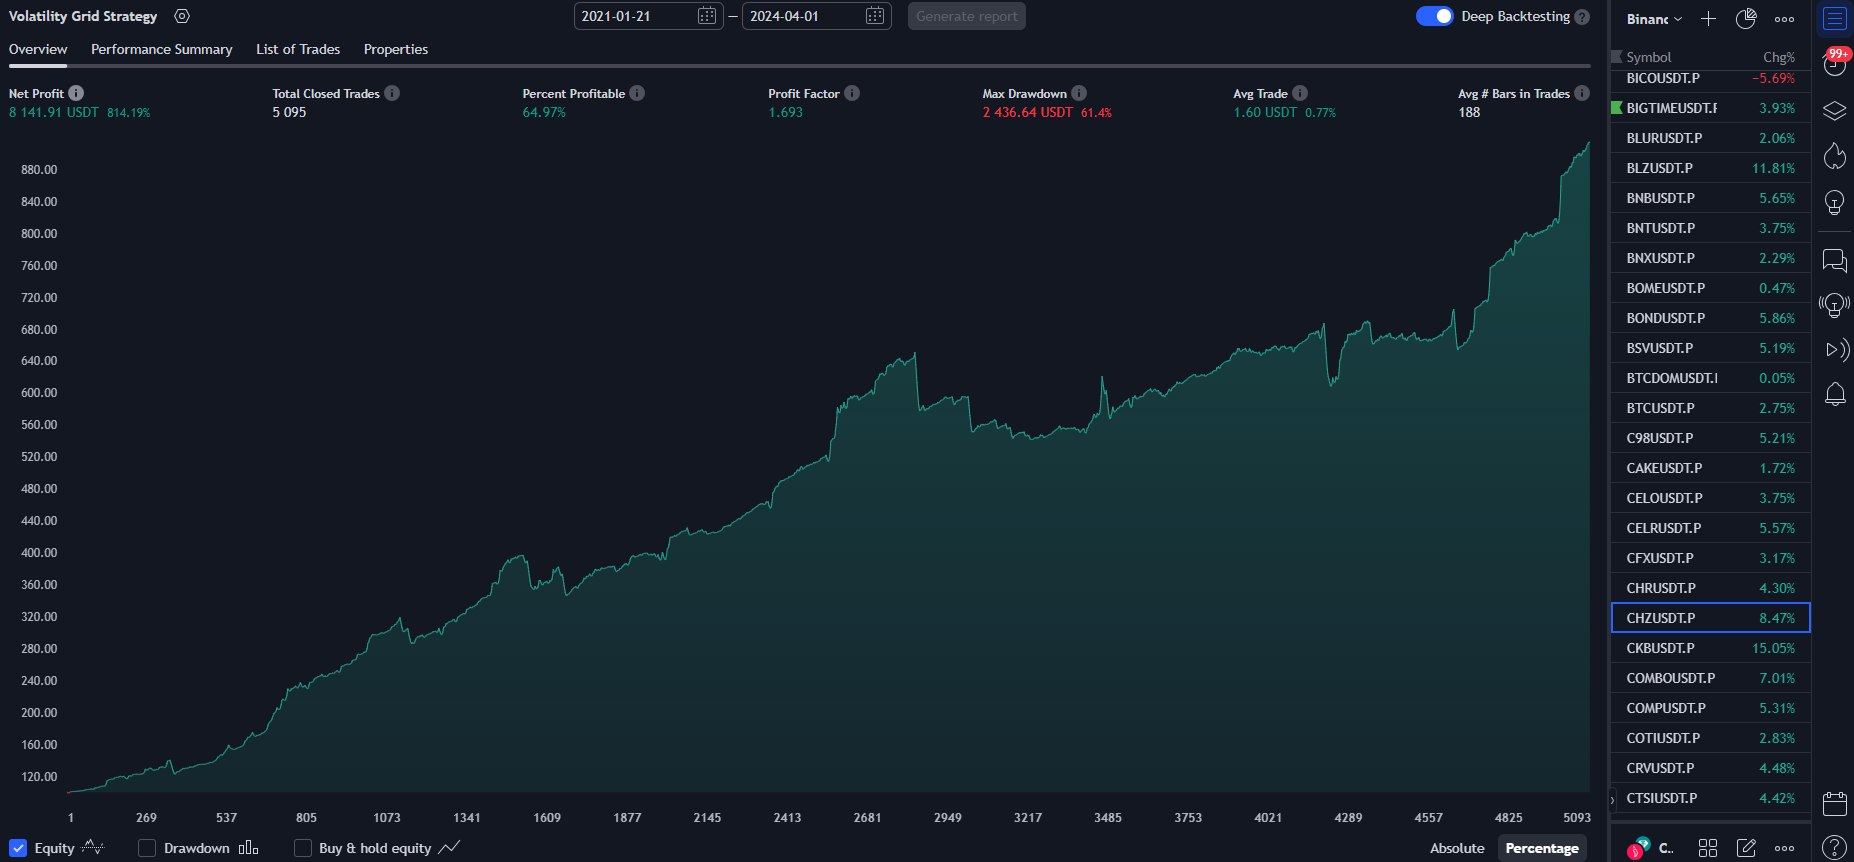 Volatility Grid Strategy
2021-01-21 — 2024-04-01 Generate report Deep Backtesting ?
Overview Performance Summary List of Trades Properties
Net Profit Total Closed Trades Percent Profitable Profit Factor Max Drawdown Avg Trade Avg # Bars in Trades
8 141.91 USDT 814.19% 5 095 64.97% 1.693 2 436.64 USDT 61.4% 1.60 USDT 0.77% 188
880.00
840.00
800.00
760.00
720.00
680.00
640.00
600.00
560.00
520.00
480.00
440.00
400.00
360.00
320.00
280.00
240.00
200.00
160.00
120.00
1 269 537 805 1073 1341 1609 1877 2145 2413 2681 2949 3217 3485 3753 4021 4289 4557 4825 5093
Equity Drawdown Buy & hold equity Absolute Percentage
Binanc
Symbol Chg%
BICOUSDT.P −5.69%
BIGTIMEUSDT.F 3.93%
BLURUSDT.P 2.06%
BLZUSDT.P 11.81%
BNBUSDT.P 5.65%
BNTUSDT.P 3.75%
BNXUSDT.P 2.29%
BOMEUSDT.P 0.47%
BONDUSDT.P 5.86%
BSVUSDT.P 5.19%
BTCDOMUSDT.I 0.05%
BTCUSDT.P 2.75%
C98USDT.P 5.21%
CAKEUSDT.P 1.72%
CELOUSDT.P 3.75%
CELRUSDT.P 5.57%
CFXUSDT.P 3.17%
CHRUSDT.P 4.30%
CHZUSDT.P 8.47%
CKBUSDT.P 15.05%
COMBOUSDT.P 7.01%
COMPUSDT.P 5.31%
COTIUSDT.P 2.83%
CRVUSDT.P 4.48%
CTSIUSDT.P 4.42%
C..
99+
?